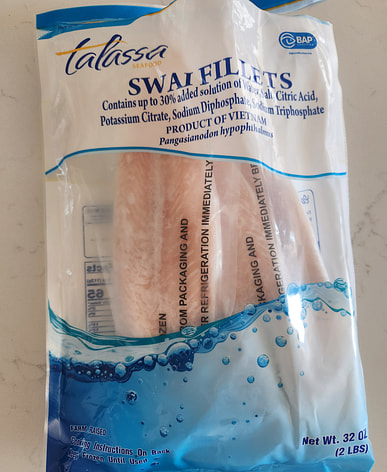 talassa
SEAFOOD
BAP
SWAI FILLETS
Contains up to 30% added solution of Water, Salt, Citric Acid,
Potassium Citrate, Sodium Diphosphate, Sodium Triphosphate
PRODUCT OF VIETNAM
Pangasianodon hypophthalmus
ZEN
OM PACKAGING AND
R REFRIGERATION IMMEDIATELY BE
KAGING AND
ERATION IMMEDIATELY
65
FARM RAISED
Cooking Instructions On Back
Keep Frozen Until Used
Net Wt. 32 OZ
(2 LBS)